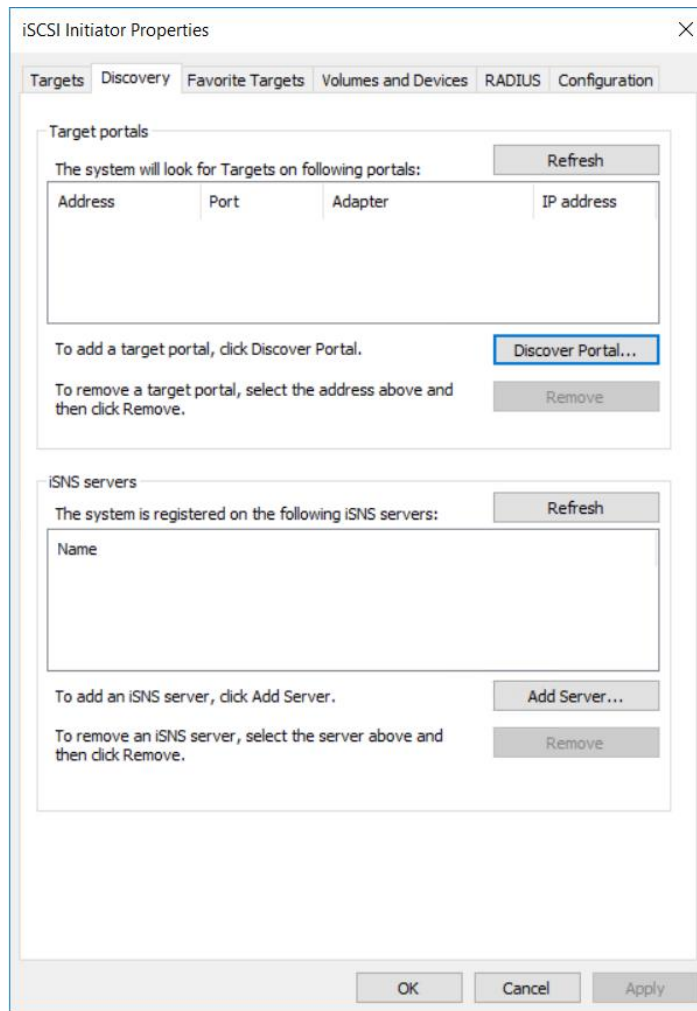 iSCSI Initiator Properties
Targets Discovery Favorite Targets Volumes and Devices RADIUS Configuration
Target portals
The system will look for Targets on following portals: Refresh
Address Port Adapter IP address
To add a target portal, click Discover Portal. Discover Portal...
To remove a target portal, select the address above and
then click Remove.
Remove
iSNS servers
The system is registered on the following iSNS servers: Refresh
Name
To add an iSNS server, click Add Server. Add Server...
To remove an iSNS server, select the server above and
then click Remove.
Remove
OK Cancel Apply